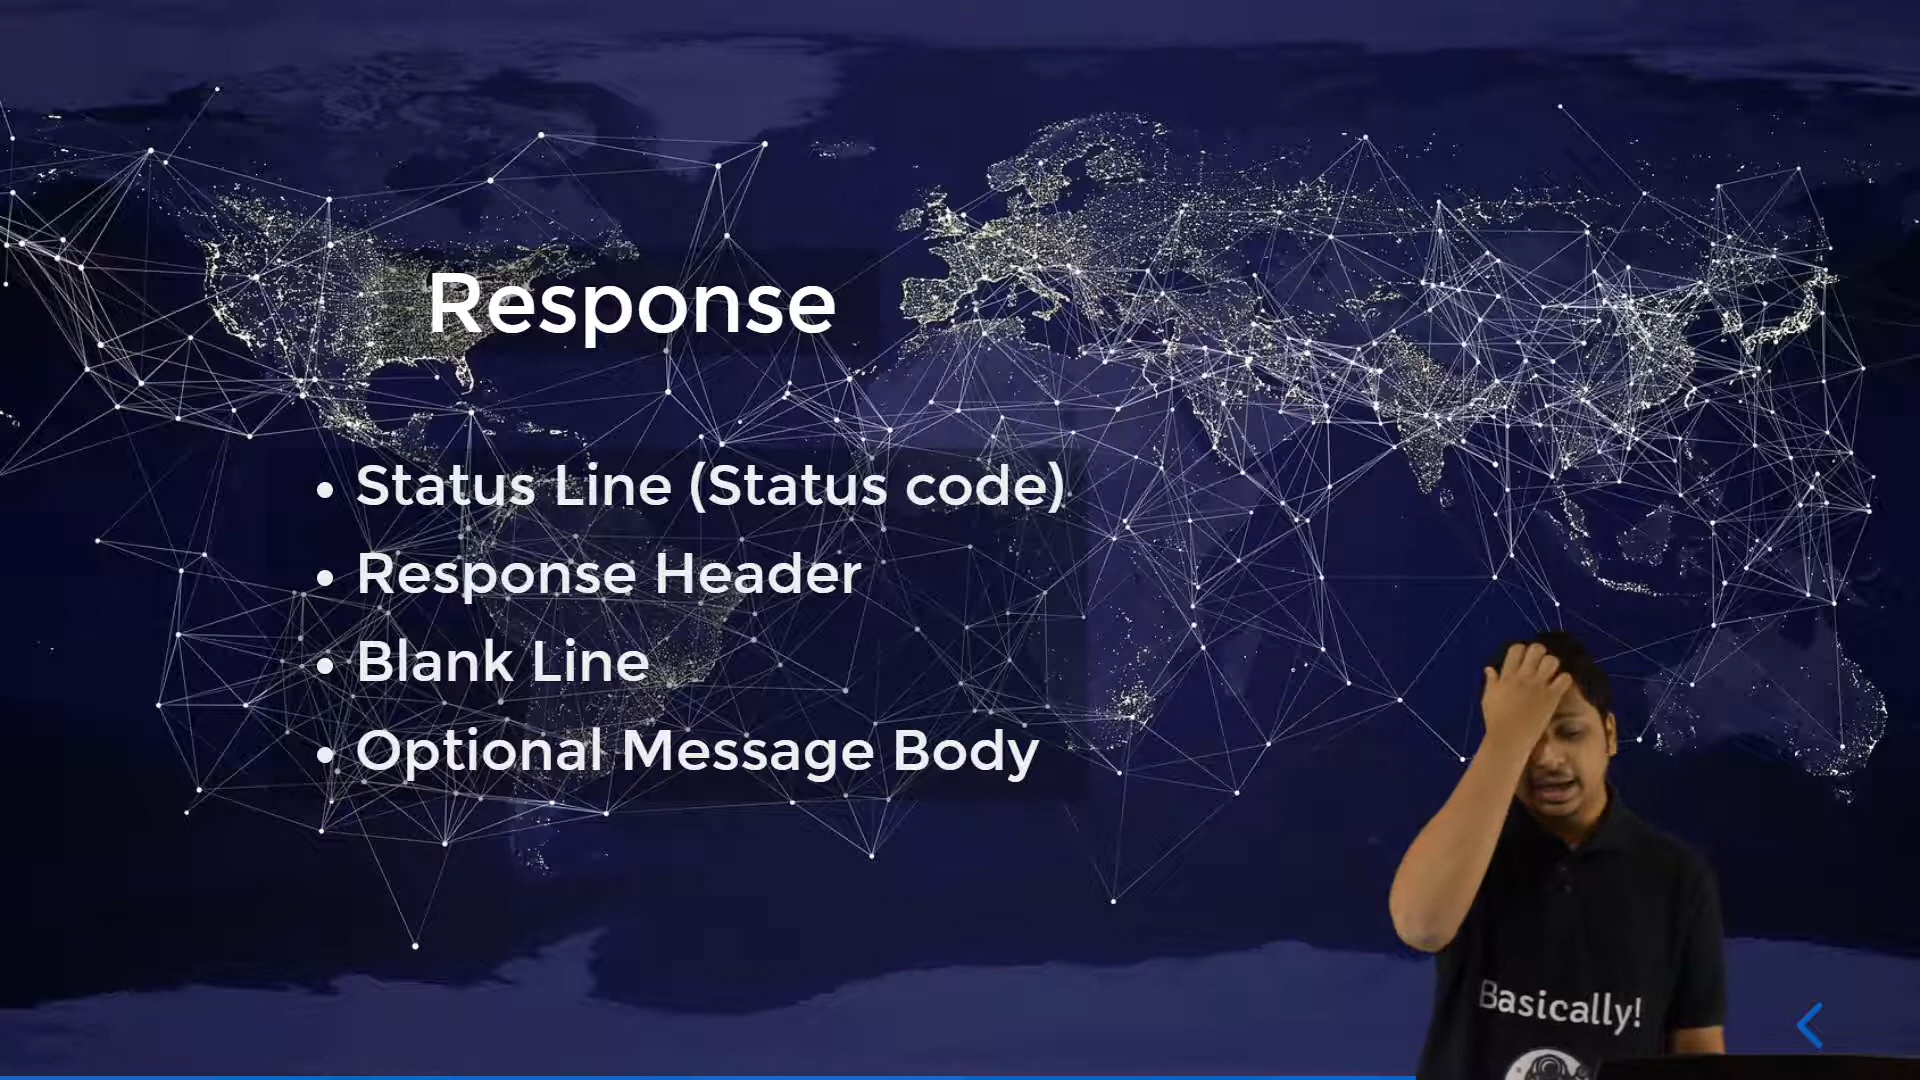 Response
• Status Line (Status code)
• Response Header
• Blank Line
• Optional Message Body
Basically!